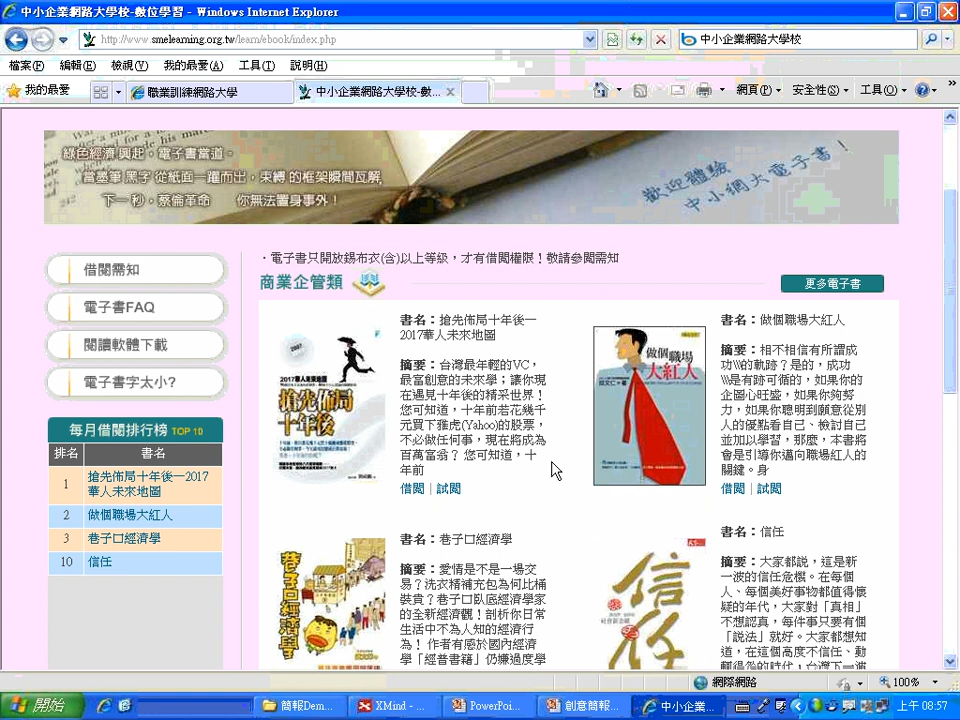 中小企業網路大學校-數位學習 - Windows Internet Explorer
http://www.smelearning.org.tw/learn/ebook/index.php
中小企業網路大學校
檔案(F) 編輯(E) 檢視(V) 我的最愛(A) 工具(T) 說明(H)
我的最愛
職業訓練網路大學
中小企業網路大學校-數...
網頁(P) 安全性(S) 工具(O)
綠色經濟 興起，電子書當道。
當墨筆 黑字 從紙面一躍而出，束縛 的框架瞬間瓦解，
下一秒，蔡倫革命 你無法置身事外！
歡迎體驗
中小網大電子書！
借閱需知
電子書FAQ
閱讀軟體下載
電子書字太小?
每月借閱排行榜 TOP 10
排名 書名
1 搶先佈局十年後一2017
華人未來地圖
2 做個職場大紅人
3 巷子口經濟學
10 信任
‧電子書只開放錫布衣(含)以上等級，才有借閱權限！敬請參閱需知
商業企管類
更多電子書
書名：搶先佈局十年後一
2017華人未來地圖
摘要：台灣最年輕的VC，
最富創意的未來學；讓你現
在遇見十年後的精采世界！
您可知道，十年前若花幾千
元買下雅虎(Yahoo)的股票，
不必做任何事，現在將成為
百萬富翁？ 您可知道，十
年前
借閱 | 試閱
2017
2017華人未來地圖
搶先佈局
十年後
書名：做個職場大紅人
摘要：相不相信有所謂成
功\\\的軌跡？是的，成功
\\\是有跡可循的，如果你的
企圖心旺盛，如果你夠努
力，如果你聰明到願意從別
人的優點看自己、檢討自己
並加以學習，那麼，本書將
會是引導你邁向職場大紅人
的關鍵。身
借閱 | 試閱
做個職場
大紅人
書名：巷子口經濟學
摘要：愛情是不是一場交
易？洗衣精補充包為何比桶
裝貴？巷子口臥底經濟學家
的全新經濟觀！剖析你日常
生活中不為人知的經濟行
為！ 作者有感於國內經濟
學「經普書籍」仍嫌過度學
巷子口
經濟學
書名：信任
摘要：大家都說，這是新
一波的信任危機。在每個
人、每個美好事物都值得懷
疑的年代，大家對「真相」
不想認真，每件事只要有個
「說法」就好。大家都想知
道，在這個高度不信任、動
信任
網際網路
100%
開始
簡報Dem...
XMind - ...
PowerPoi...
創意簡報...
中小企業...
上午 08:57